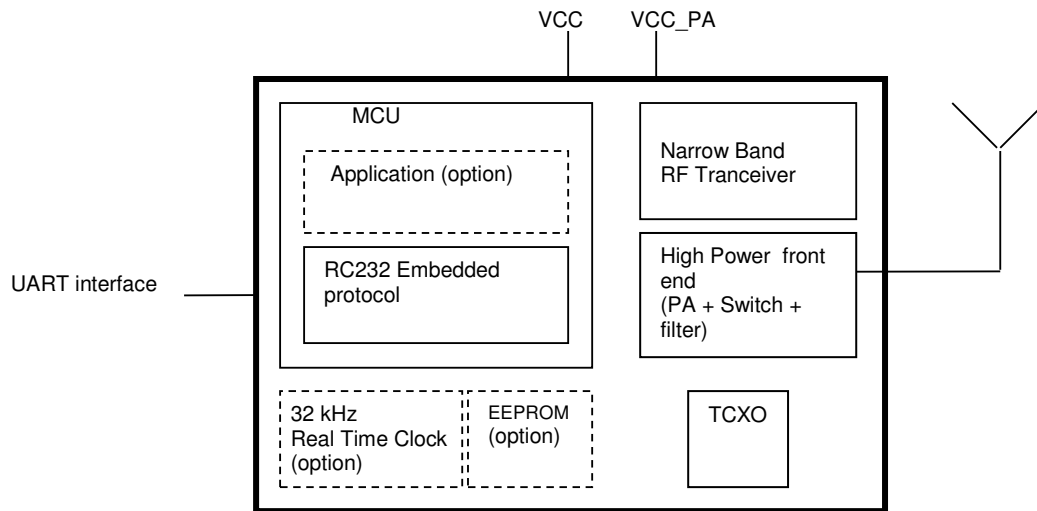 VCC
VCC_PA
MCU
Application (option)
RC232 Embedded
protocol
Narrow Band
RF Tranceiver
High Power front
end
(PA + Switch +
filter)
UART interface
32 kHz
Real Time Clock
(option)
EEPROM
(option)
TCXO